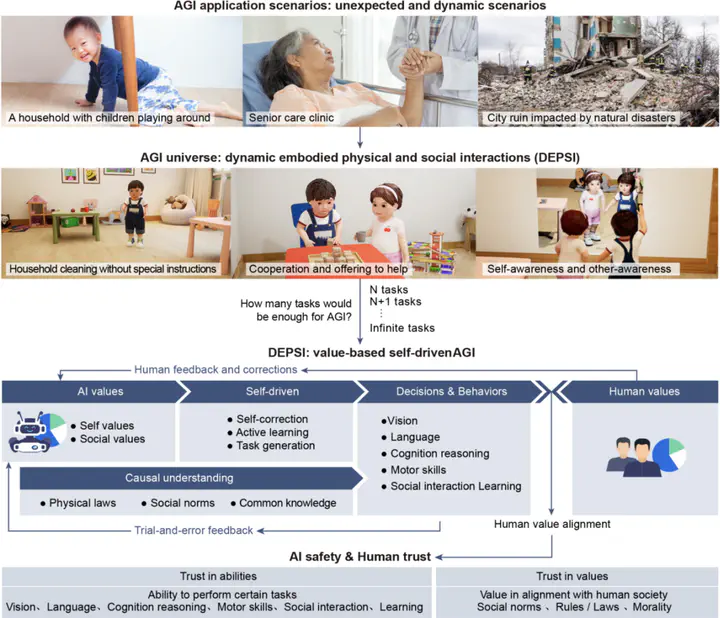 AGI application scenarios: unexpected and dynamic scenarios
A household with children playing around
Senior care clinic
City ruin impacted by natural disasters
AGI universe: dynamic embodied physical and social interactions (DEPSI)
Household cleaning without special instructions
Cooperation and offering to help
Self-awareness and other-awareness
How many tasks would
be enough for AGI?
N tasks
N+1 tasks
⋮
Infinite tasks
DEPSI: value-based self-drivenAGI
Human feedback and corrections
AI values
Self-driven
Decisions & Behaviors
Human values
● Self values
● Social values
● Self-correction
● Active learning
● Task generation
●Vision
● Language
● Cognition reasoning
● Motor skills
● Social interaction Learning
Causal understanding
● Physical laws
● Social norms
● Common knowledge
Trial-and-error feedback
Human value alignment
AI safety & Human trust
Trust in abilities
Trust in values
Ability to perform certain tasks
Vision、Language、Cognition reasoning、Motor skills、Social interaction、Learning
Value in alignment with human society
Social norms 、Rules / Laws 、Morality